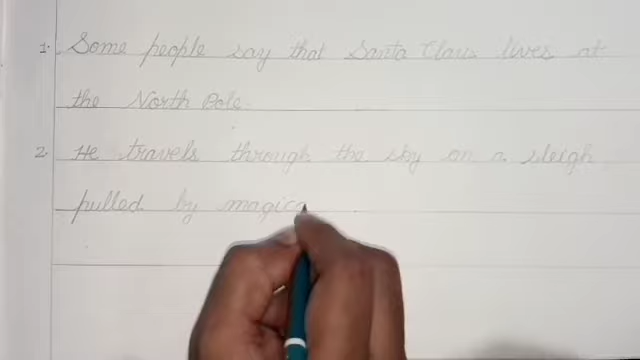 1. Some people say that Santa Claus lives at
the North Pole.
2. He travels through the sky on a sleigh
pulled by magica